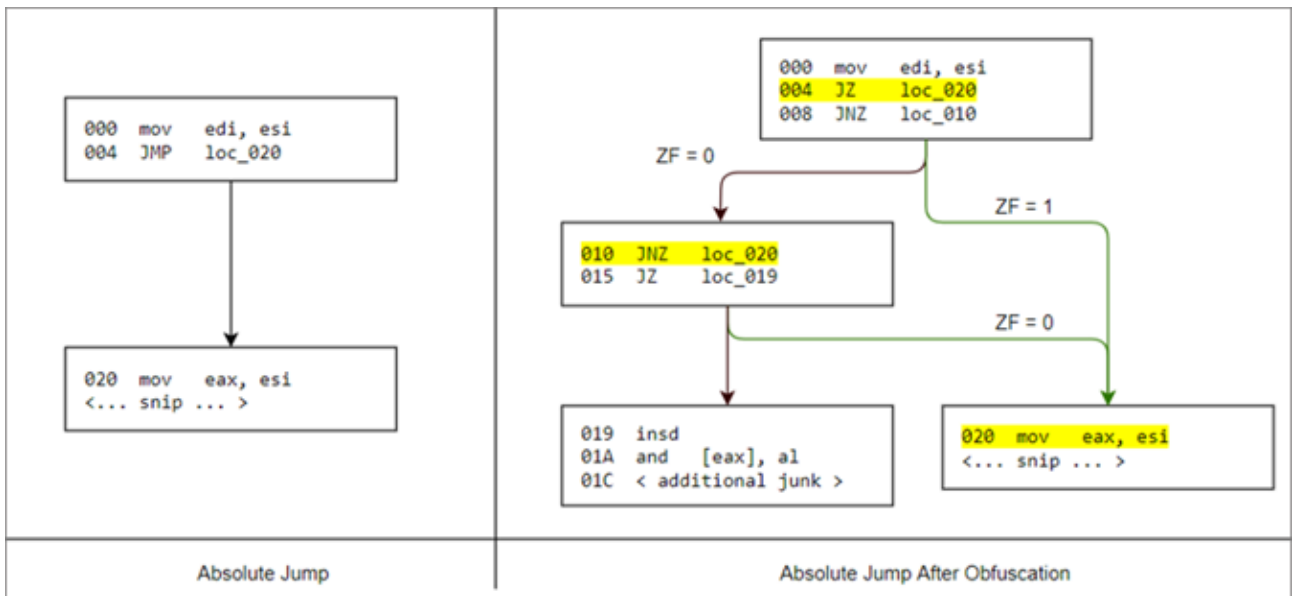 000 mov edi, esi
004 JMP loc_020
020 mov eax, esi
<... snip ... >
Absolute Jump
000 mov edi, esi
004 JZ loc_020
008 JNZ loc_010
ZF = 0
ZF = 1
010 JNZ loc_020
015 JZ loc_019
ZF = 0
019 insd
01A and [eax], al
01C < additional junk >
020 mov eax, esi
<... snip ... >
Absolute Jump After Obfuscation